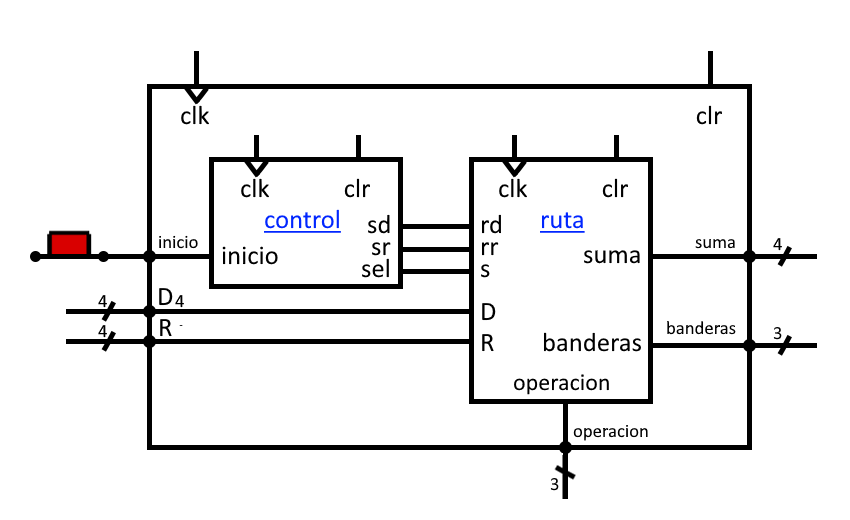 clk
clr
clk
clr
clk
clr
control
ruta
sd
sr
sel
rd
rr
s
inicio
inicio
suma
suma
4
4
D 4
D
4
R -
R
banderas
banderas
3
operacion
operacion
3